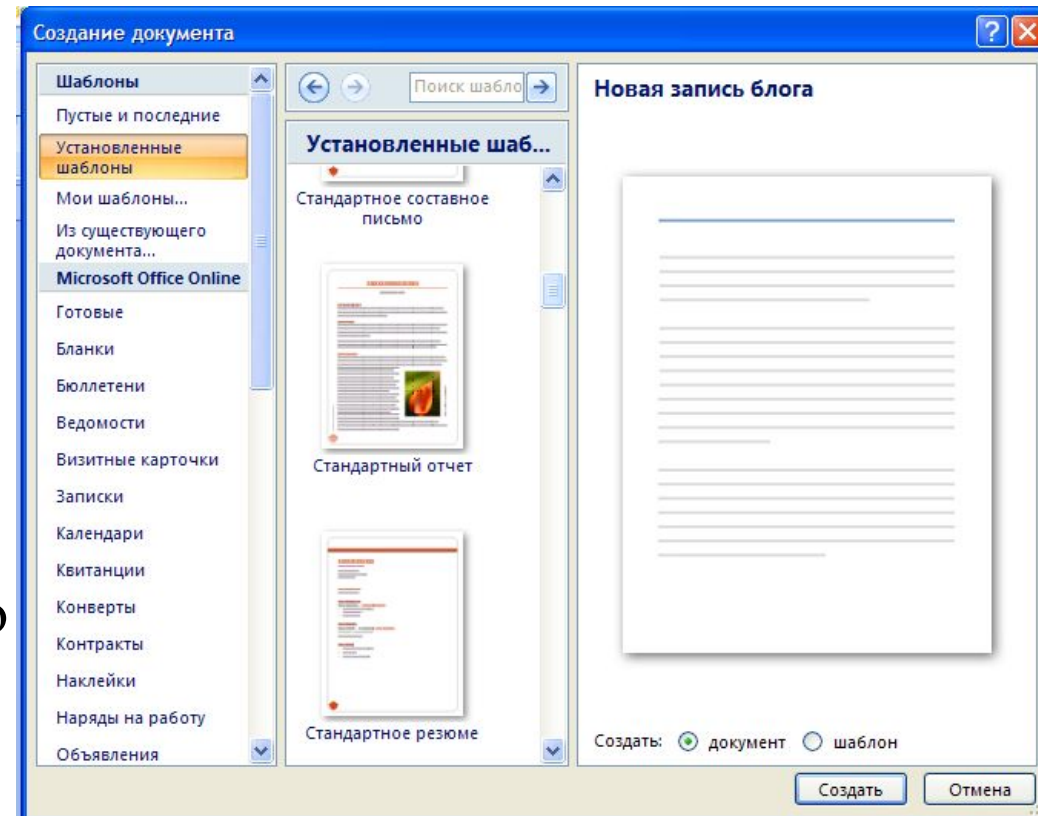 Создание документа
Шаблоны
Пустые и последние
Установленные
шаблоны
Мои шаблоны...
Из существующего
документа...
Microsoft Office Online
Готовые
Бланки
Бюллетени
Ведомости
Визитные карточки
Записки
Календари
Квитанции
Конверты
Контракты
Наклейки
Наряды на работу
Объявления
Поиск шабло
Установленные шаб...
Стандартное составное
письмо
Стандартный отчет
Стандартное резюме
Новая запись блога
Создать: документ шаблон
Создать Отмена